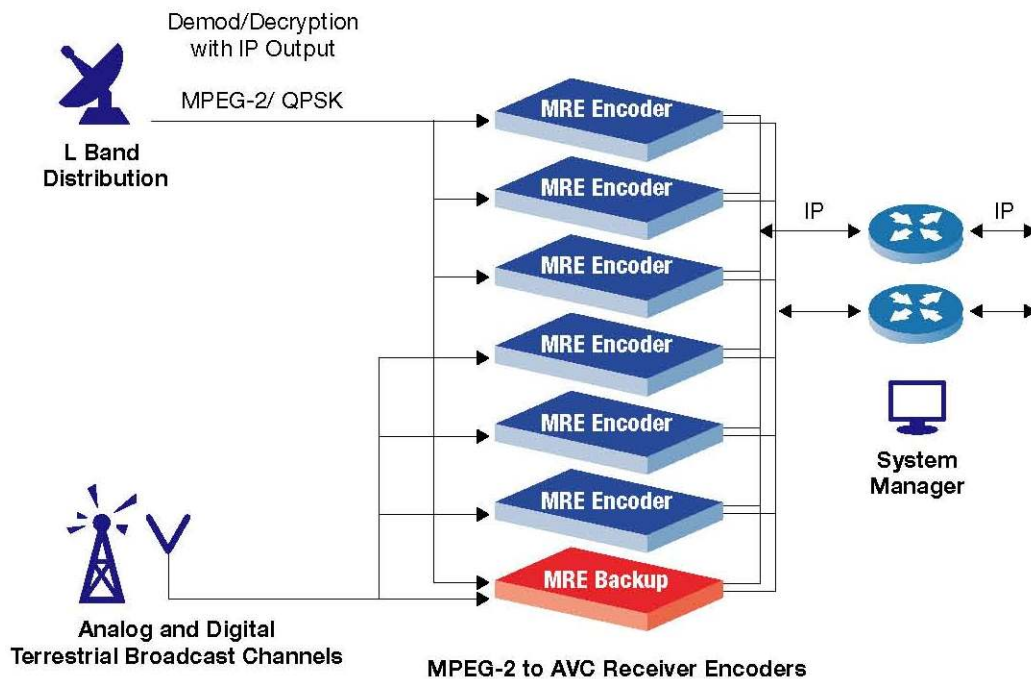 Demod/Decryption
with IP Output
MPEG-2/ QPSK
L Band
Distribution
MRE Encoder
MRE Encoder
MRE Encoder
MRE Encoder
MRE Encoder
MRE Encoder
MRE Backup
IP
IP
System
Manager
Analog and Digital
Terrestrial Broadcast Channels
MPEG-2 to AVC Receiver Encoders